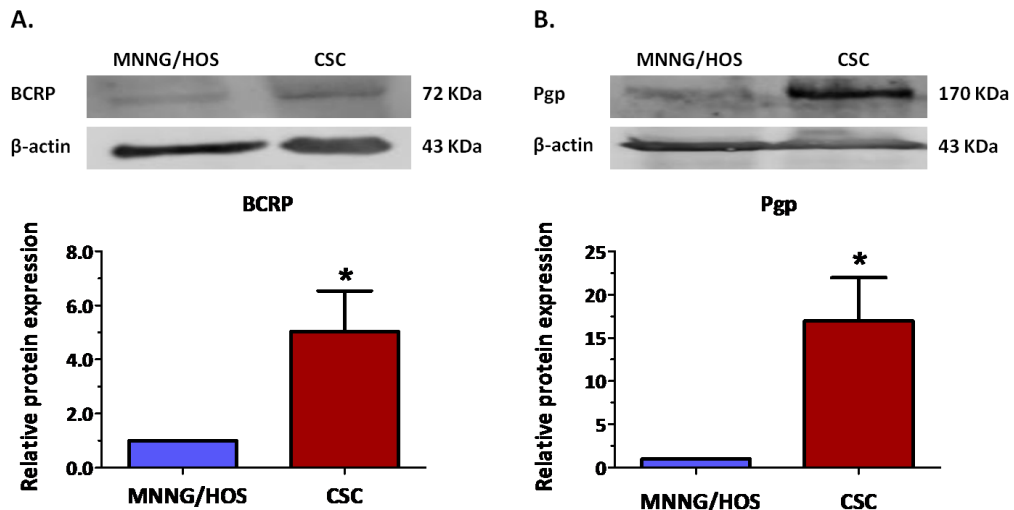 A.
MNNG/HOS CSC
BCRP 72 KDa
β-actin 43 KDa
BCRP
Relative protein expression
8.0
6.0
4.0
2.0
0.0
*
MNNG/HOS CSC
B.
MNNG/HOS CSC
Pgp 170 KDa
β-actin 43 KDa
Pgp
Relative protein expression
25
20
15
10
5
0
*
MNNG/HOS CSC